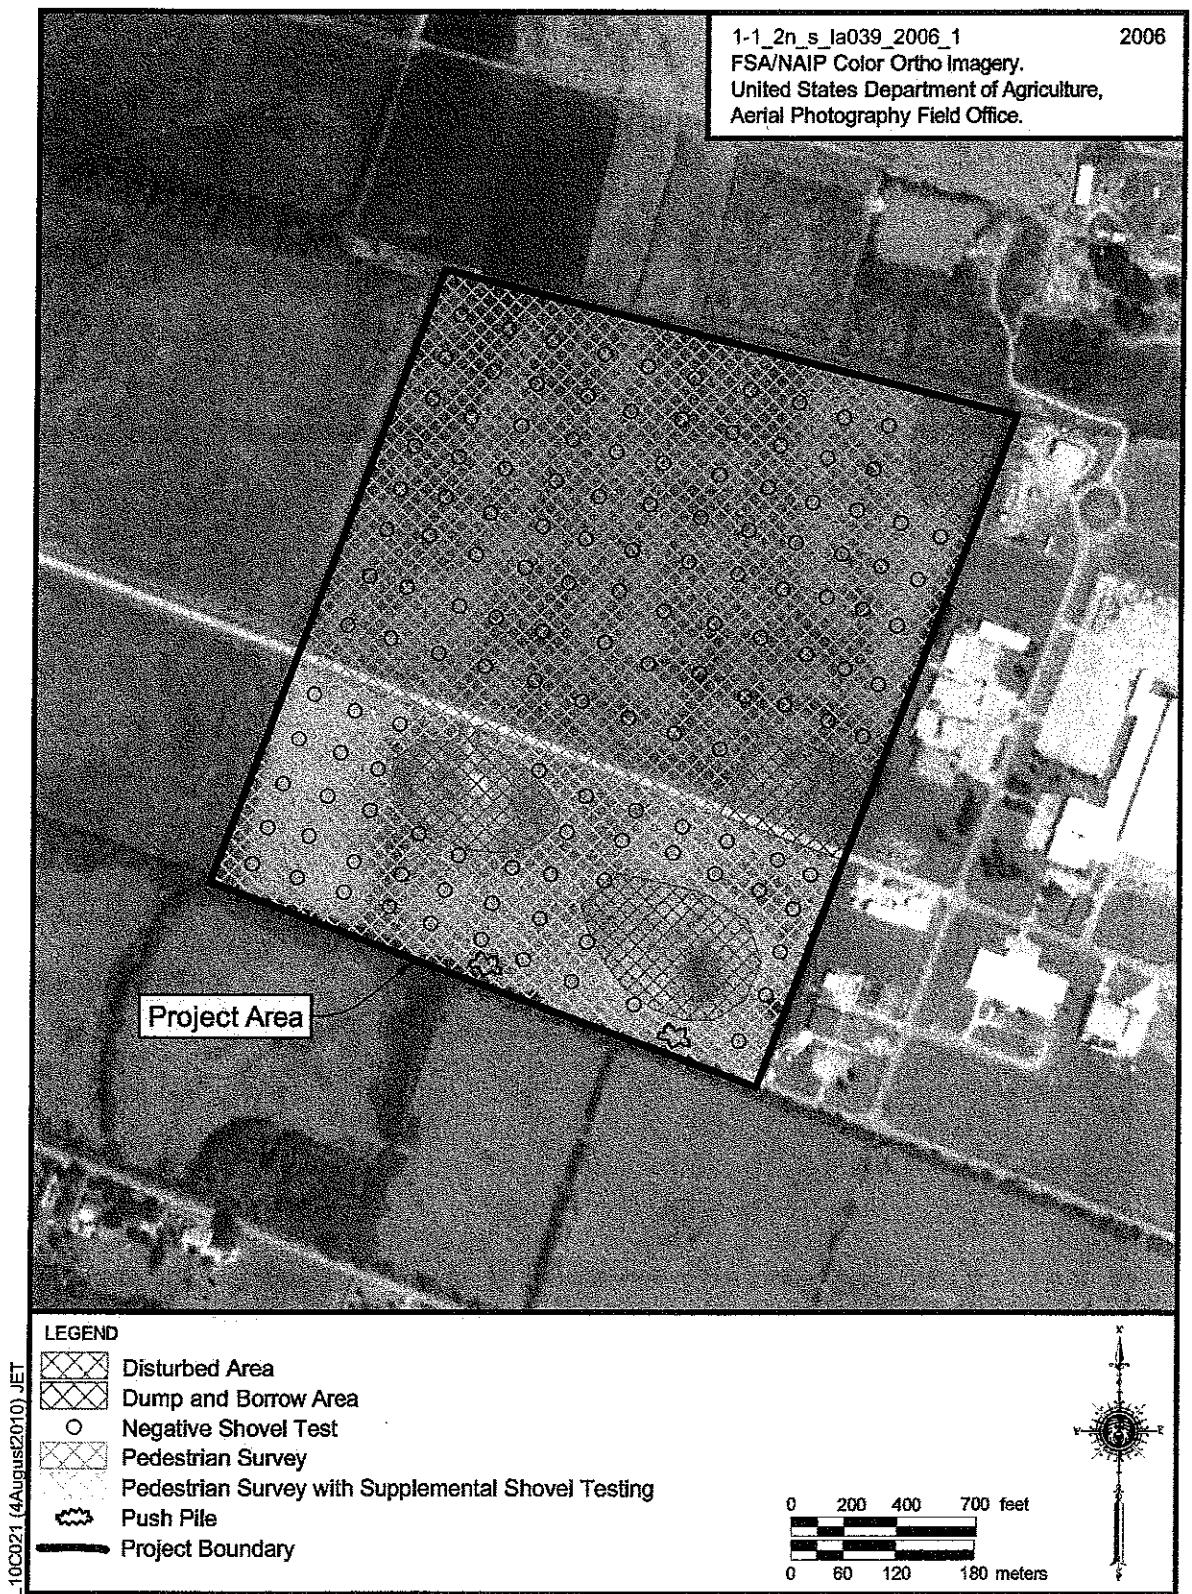 1-1_2n_s_la039_2006_1 2006
FSA/NAIP Color Ortho Imagery.
United States Department of Agriculture,
Aerial Photography Field Office.
Project Area
LEGEND
Disturbed Area
Dump and Borrow Area
Negative Shovel Test
Pedestrian Survey
Pedestrian Survey with Supplemental Shovel Testing
Push Pile
Project Boundary
0 200 400 700 feet
0 60 120 180 meters
N
E
S
10C021 (4August2010) JET